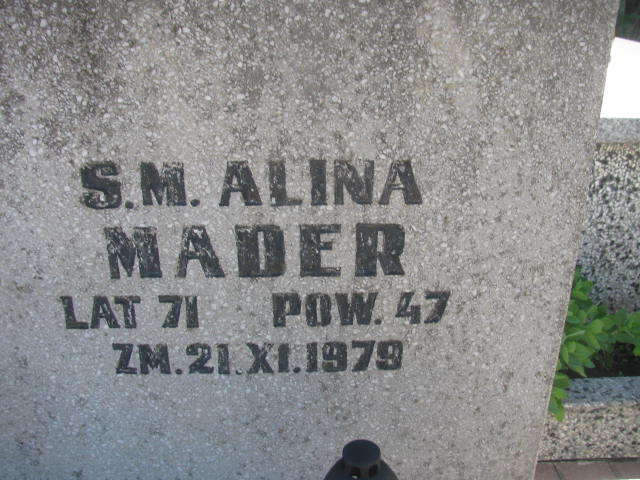 S.M. ALINA
MADER
LAT 71 POW. 47
ZM.21.XI.1979